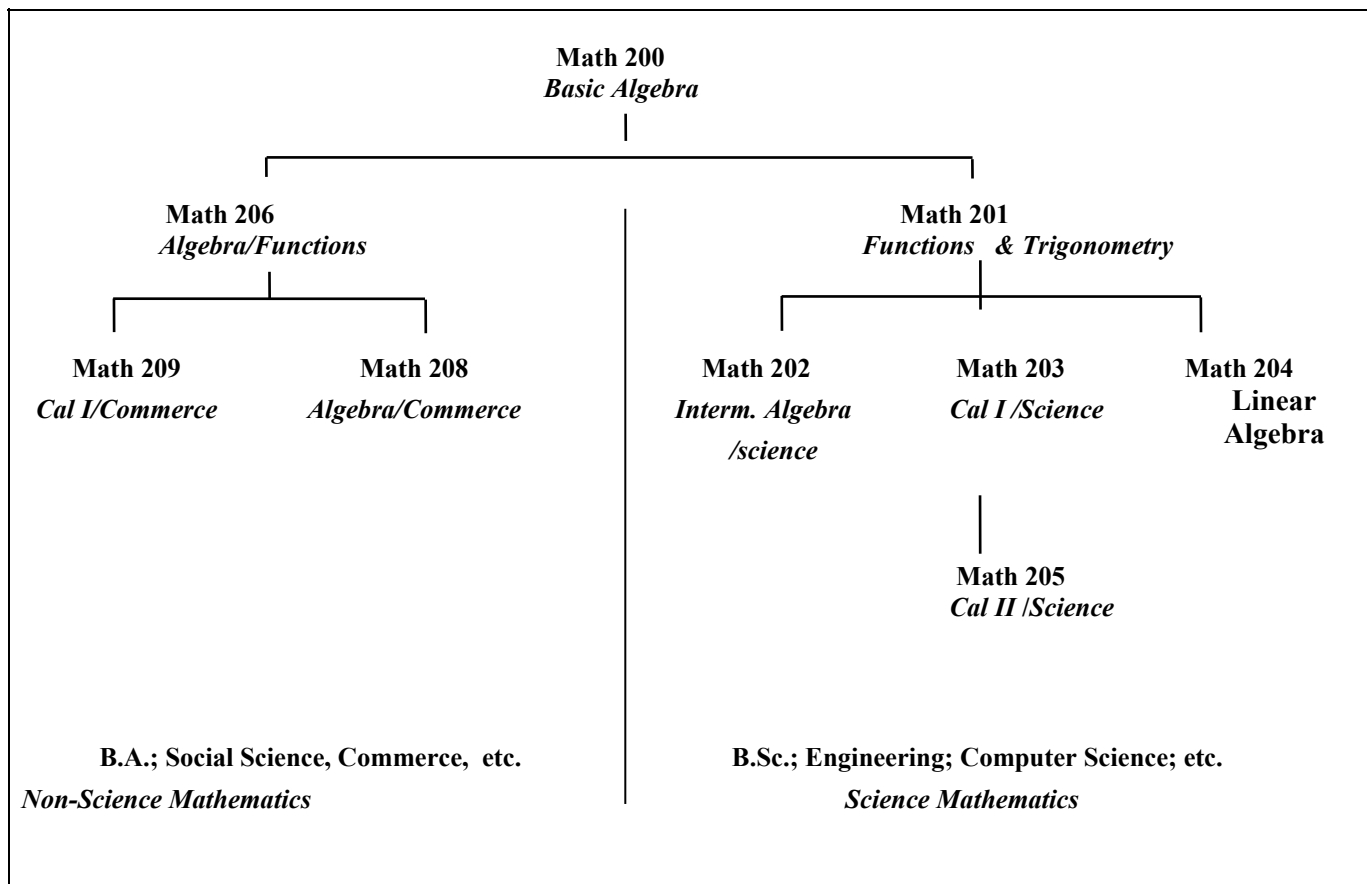 Math 200
Basic Algebra
Math 206
Algebra/Functions
Math 201
Functions & Trigonometry
Math 209
Cal I/Commerce
Math 208
Algebra/Commerce
Math 202
Interm. Algebra
/science
Math 203
Cal I /Science
Math 204
Linear
Algebra
Math 205
Cal II /Science
B.A.; Social Science, Commerce, etc.
Non-Science Mathematics
B.Sc.; Engineering; Computer Science; etc.
Science Mathematics